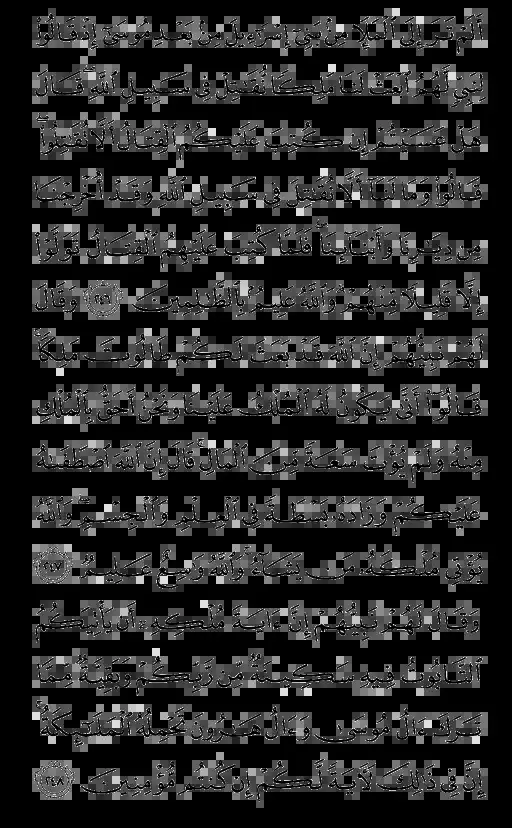 أَلَمْ تَرَ إِلَى ٱلْمَلَإِ مِنۢ بَنِىٓ إِسْرَٰٓءِيلَ مِنۢ بَعْدِ مُوسَىٰٓ إِذْ قَالُوا۟
لِنَبِىٍّ لَّهُمُ ٱبْعَثْ لَنَا مَلِكًا نُّقَٰتِلْ فِى سَبِيلِ ٱللَّهِ ۖ قَالَ
هَلْ عَسَيْتُمْ إِن كُتِبَ عَلَيْكُمُ ٱلْقِتَالُ أَلَّا تُقَٰتِلُوا۟ ۖ
قَالُوا۟ وَمَا لَنَآ أَلَّا نُقَٰتِلَ فِى سَبِيلِ ٱللَّهِ وَقَدْ أُخْرِجْنَا
مِن دِيَٰرِنَا وَأَبْنَآئِنَا ۖ فَلَمَّا كُتِبَ عَلَيْهِمُ ٱلْقِتَالُ تَوَلَّوْا۟
إِلَّا قَلِيلًا مِّنْهُمْ ۗ وَٱللَّهُ عَلِيمٌۢ بِٱلظَّٰلِمِينَ ٢٤٦ وَقَالَ
لَهُمْ نَبِيُّهُمْ إِنَّ ٱللَّهَ قَدْ بَعَثَ لَكُمْ طَالُوتَ مَلِكًا ۚ
قَالُوٓا۟ أَنَّىٰ يَكُونُ لَهُ ٱلْمُلْكُ عَلَيْنَا وَنَحْنُ أَحَقُّ بِٱلْمُلْكِ
مِنْهُ وَلَمْ يُؤْتَ سَعَةً مِّنَ ٱلْمَالِ ۚ قَالَ إِنَّ ٱللَّهَ ٱصْطَفَىٰهُ
عَلَيْكُمْ وَزَادَهُۥ بَسْطَةً فِى ٱلْعِلْمِ وَٱلْجِسْمِ ۖ وَٱللَّهُ
يُؤْتِى مُلْكَهُۥ مَن يَشَآءُ ۚ وَٱللَّهُ وَٰسِعٌ عَلِيمٌ ٢٤٧
وَقَالَ لَهُمْ نَبِيُّهُمْ إِنَّ ءَايَةَ مُلْكِهِۦٓ أَن يَأْتِيَكُمُ
ٱلتَّابُوتُ فِيهِ سَكِينَةٌ مِّن رَّبِّكُمْ وَبَقِيَّةٌ مِّمَّا
تَرَكَ ءَالُ مُوسَىٰ وَءَالُ هَٰرُونَ تَحْمِلُهُ ٱلْمَلَٰٓئِكَةُ ۚ
إِنَّ فِى ذَٰلِكَ لَءَايَةً لَّكُمْ إِن كُنتُم مُّؤْمِنِينَ ٢٤٨